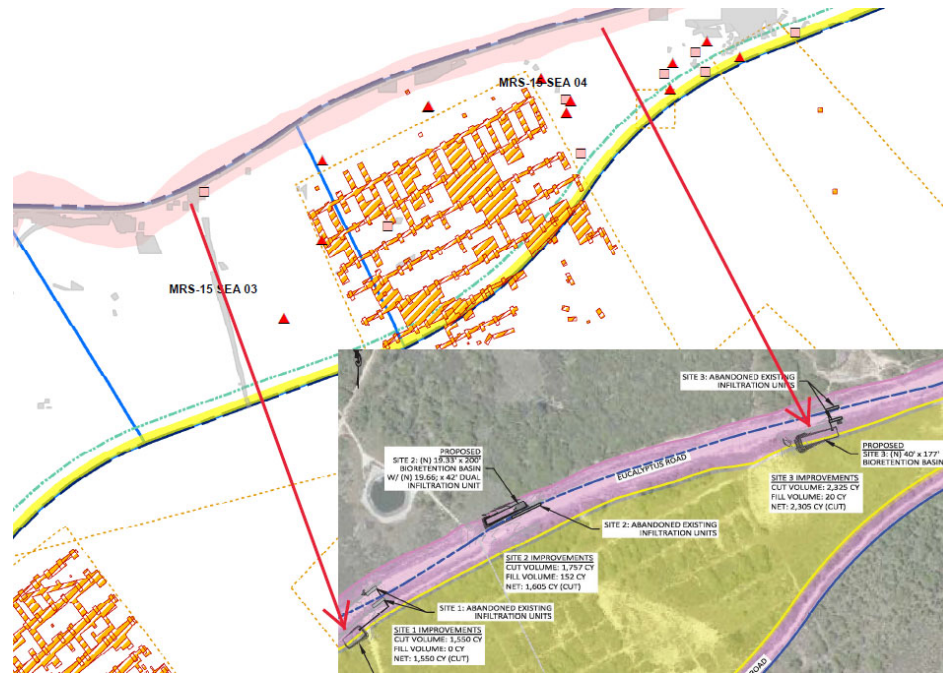 MRS-15 SEA 04
MRS-15 SEA 03
SITE 3: ABANDONED EXISTING
INFILTRATION UNITS
PROPOSED
SITE 2: (N) 19.33' x 200'
BIORETENTION BASIN
W/ (N) 19.66; x 42' DUAL
INFILTRATION UNIT
EUCALYPTUS ROAD
PROPOSED
SITE 3: (N) 40' x 177'
BIORETENTION BASIN
SITE 3 IMPROVEMENTS
CUT VOLUME: 2,325 CY
FILL VOLUME: 20 CY
NET: 2,305 CY (CUT)
SITE 2: ABANDONED EXISTING
INFILTRATION UNITS
SITE 2 IMPROVEMENTS
CUT VOLUME: 1,757 CY
FILL VOLUME: 152 CY
NET: 1,605 CY (CUT)
SITE 1: ABANDONED EXISTING
INFILTRATION UNITS
SITE 1 IMPROVEMENTS
CUT VOLUME: 1,550 CY
FILL VOLUME: 0 CY
NET: 1,550 CY (CUT)
ROAD